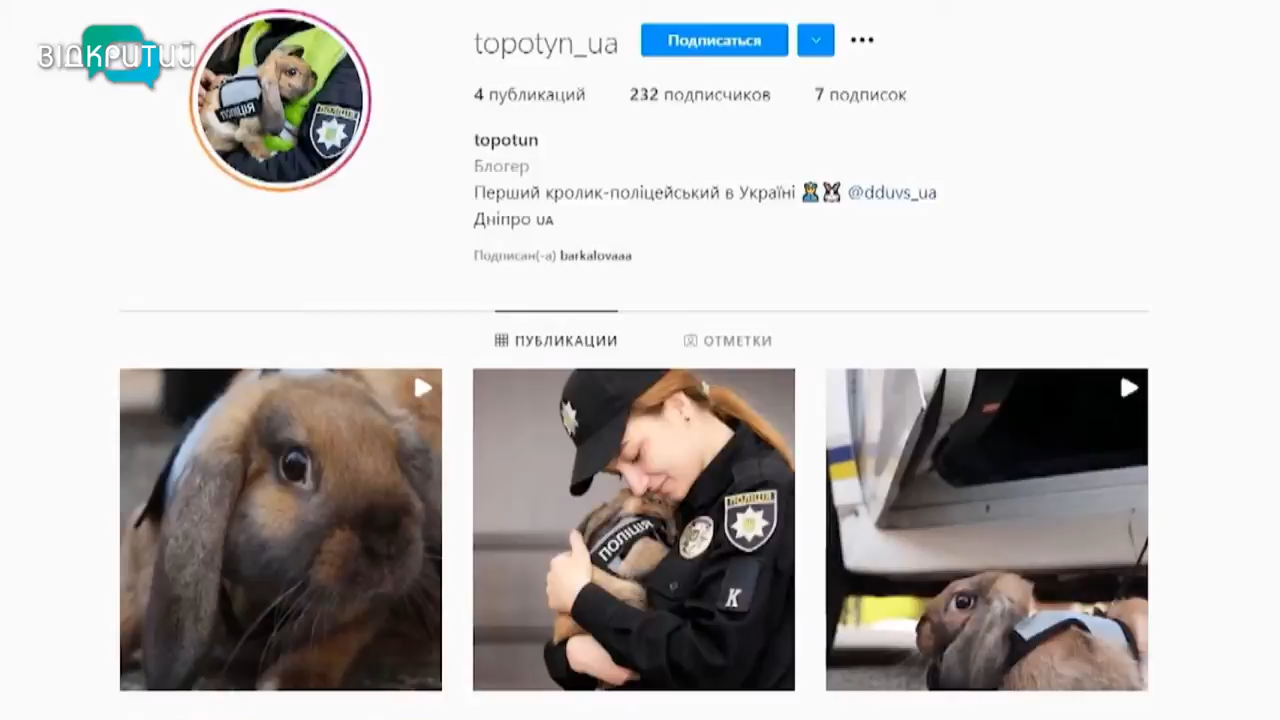 ВІДКРИТИЙ
topotyn_ua
Подписаться
4 публикаций 232 подписчиков 7 подписок
topotun
Блогер
Перший кролик-поліцейський в Україні @dduvs_ua
Дніпро UA
Подписан(-а) barkalovaaa
ПУБЛИКАЦИИ ОТМЕТКИ
ПОЛІЦІЯ
ПОЛІЦІЯ
ПОЛІЦІЯ
K